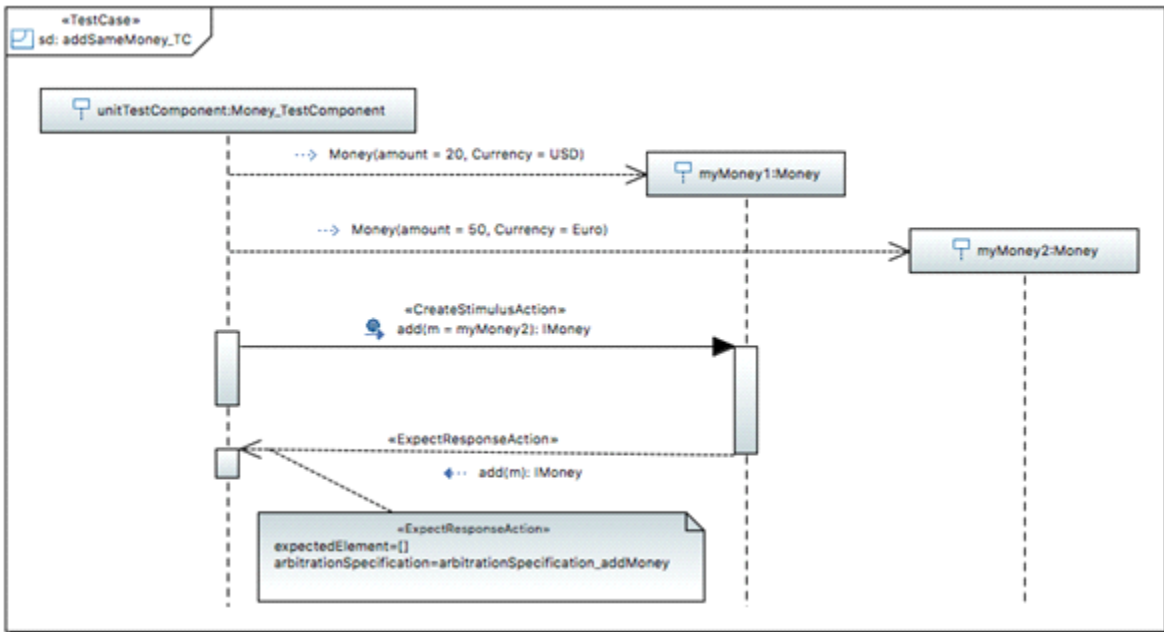 «TestCase»
sd: addSameMoney_TC
unitTestComponent:Money_TestComponent
Money(amount = 20, Currency = USD)
myMoney1:Money
Money(amount = 50, Currency = Euro)
myMoney2:Money
«CreateStimulusAction»
add(m = myMoney2): IMoney
«ExpectResponseAction»
add(m): IMoney
«ExpectResponseAction»
expectedElement=[]
arbitrationSpecification=arbitrationSpecification_addMoney